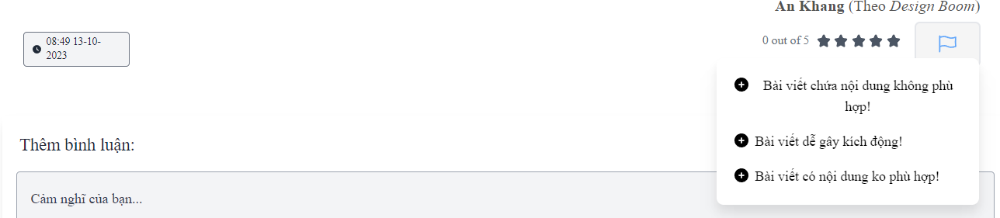 An Khang (Theo Design Boom)
08:49 13-10-
2023
0 out of 5
Bài viết chứa nội dung không phù
hợp!
Bài viết dễ gây kích động!
Bài viết có nội dung ko phù hợp!
Thêm bình luận:
Cảm nghĩ của bạn...